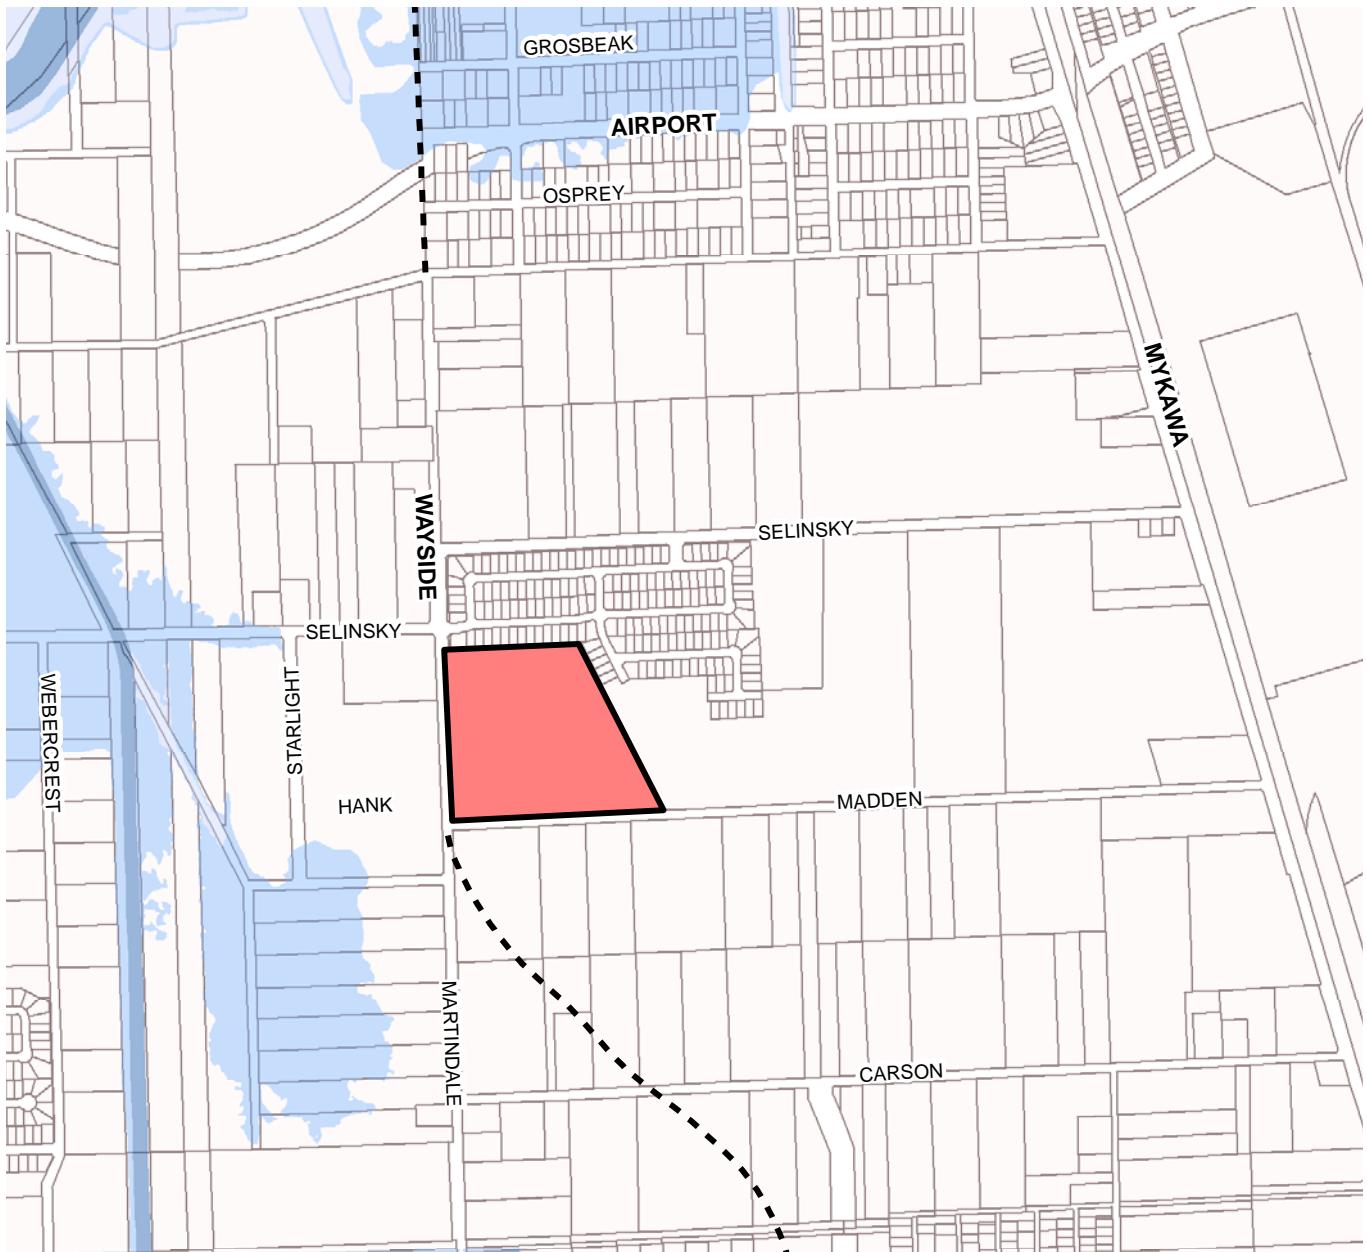 GROSBEAK
AIRPORT
OSPREY
MYKAWA
WAYSIDE
SELINSKY
SELINSKY
STARLIGHT
WEBERCREST
HANK
MADDEN
MARTINDALE
CARSON